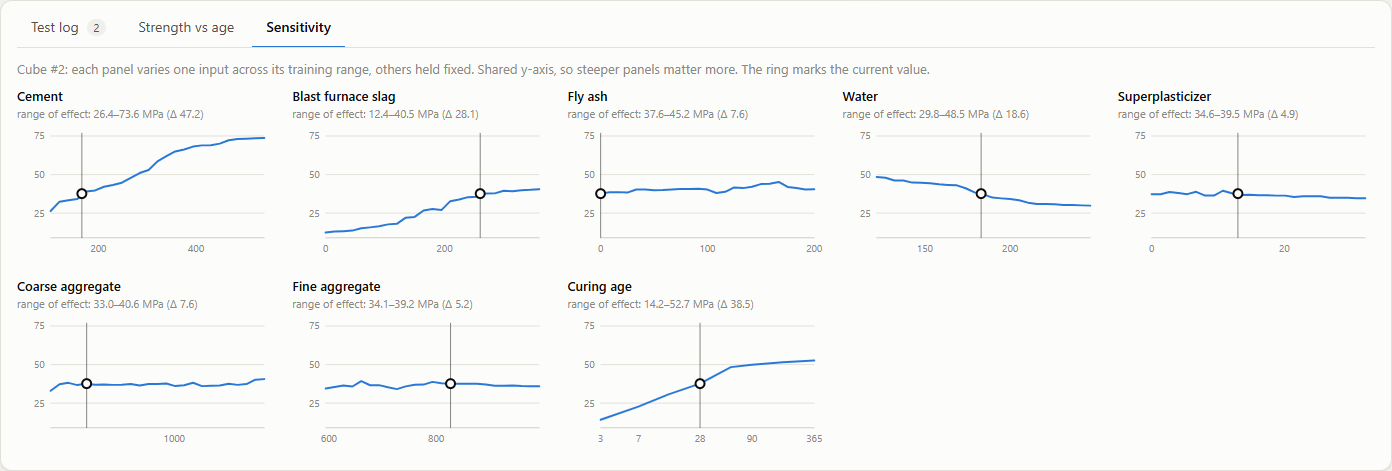 Test log 2 Strength vs age Sensitivity
Cube #2: each panel varies one input across its training range, others held fixed. Shared y-axis, so steeper panels matter more. The ring marks the current value.
Cement
range of effect: 26.4–73.6 MPa (Δ 47.2)
75
50
25
200 400
Blast furnace slag
range of effect: 12.4–40.5 MPa (Δ 28.1)
75
50
25
0 200
Fly ash
range of effect: 37.6–45.2 MPa (Δ 7.6)
75
50
25
0 100 200
Water
range of effect: 29.8–48.5 MPa (Δ 18.6)
75
50
25
150 200
Superplasticizer
range of effect: 34.6–39.5 MPa (Δ 4.9)
75
50
25
0 20
Coarse aggregate
range of effect: 33.0–40.6 MPa (Δ 7.6)
75
50
25
1000
Fine aggregate
range of effect: 34.1–39.2 MPa (Δ 5.2)
75
50
25
600 800
Curing age
range of effect: 14.2–52.7 MPa (Δ 38.5)
75
50
25
3 7 28 90 365